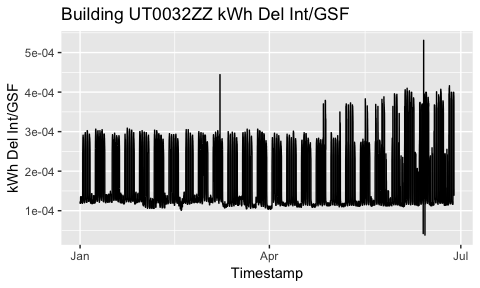 Building UT0032ZZ kWh Del Int/GSF
kWh Del Int/GSF
5e-04
4e-04
3e-04
2e-04
1e-04
Jan
Apr
Jul
Timestamp